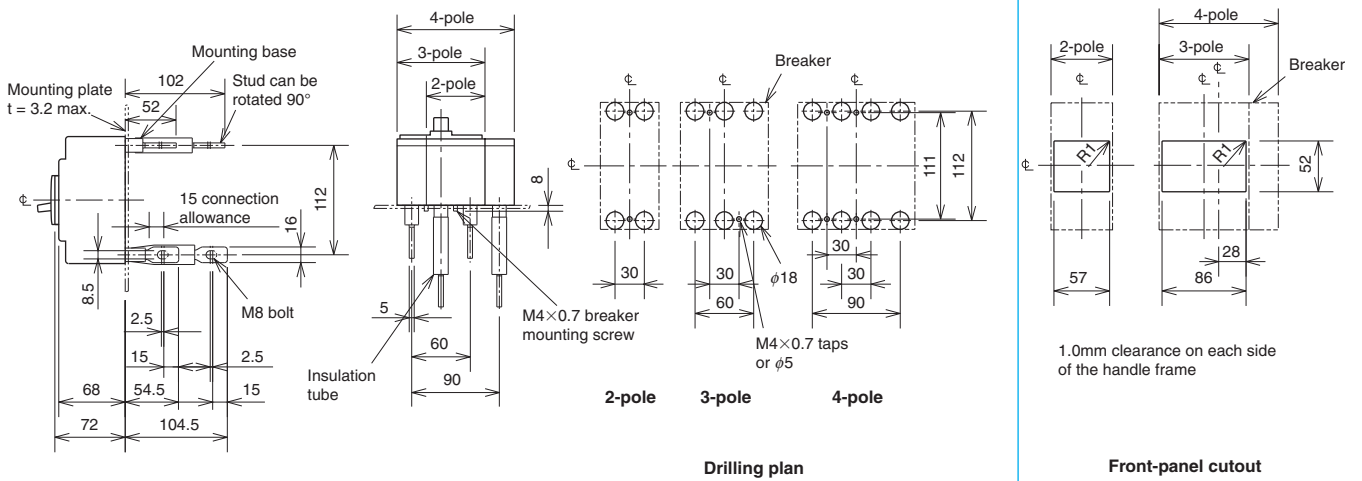 Mounting base
Mounting plate
t = 3.2 max.
102
52
Stud can be
rotated 90°
℄
15 connection
allowance
112
16
8.5
M8 bolt
2.5
15
2.5
68
54.5
15
72
104.5
4-pole
3-pole
2-pole
8
5
60
90
Insulation
tube
M4×0.7 breaker
mounting screw
Breaker
℄
℄
℄
℄
111
112
30
30
60
30
30
90
φ18
M4×0.7 taps
or φ5
2-pole
3-pole
4-pole
Drilling plan
4-pole
2-pole
3-pole
Breaker
℄
℄
℄
℄
R1
R1
52
28
57
86
1.0mm clearance on each side
of the handle frame
Front-panel cutout